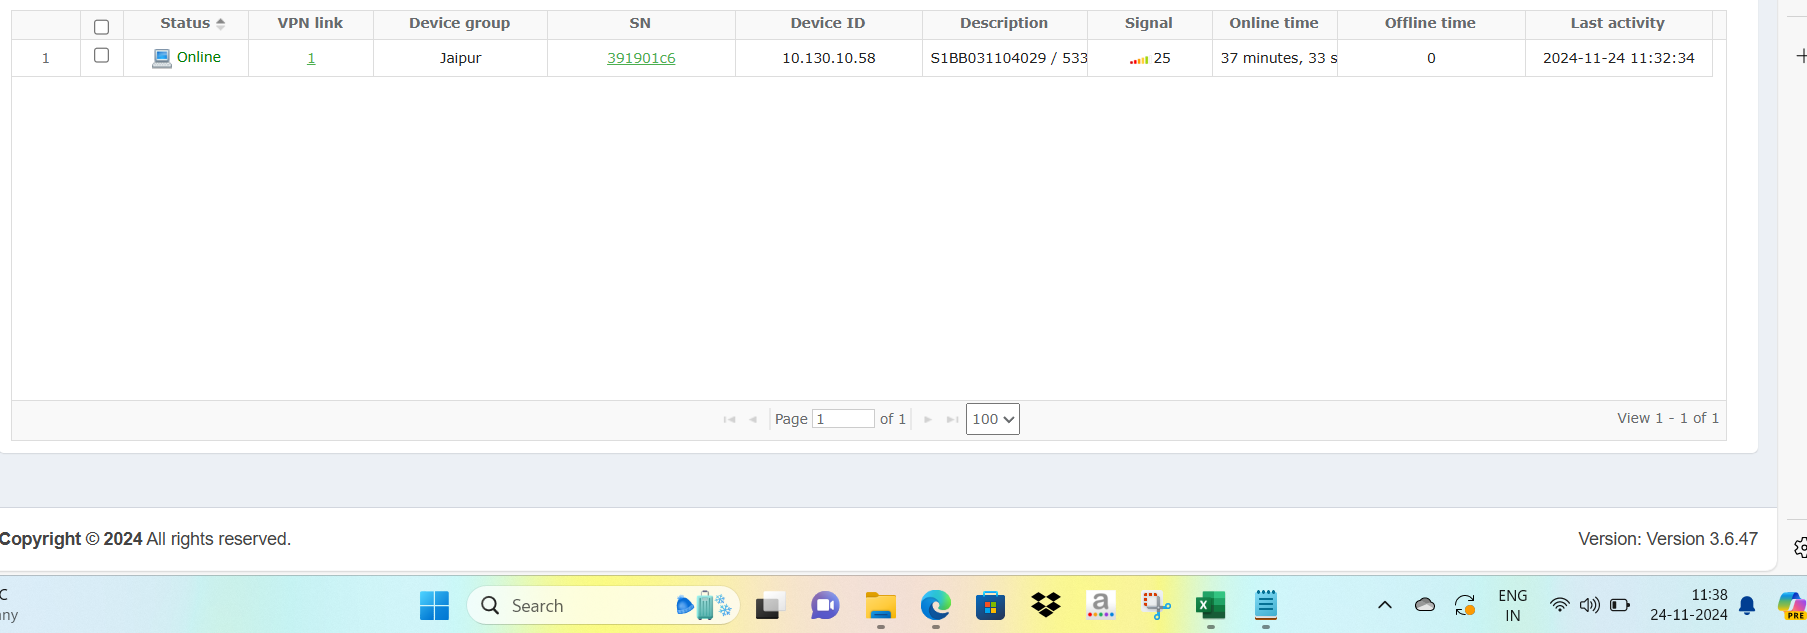 Status VPN link Device group SN Device ID Description Signal Online time Offline time Last activity
1 Online 1 Jaipur 391901c6 10.130.10.58 S1BB031104029 / 533 25 37 minutes, 33 s 0 2024-11-24 11:32:34
Page 1 of 1 100 View 1 - 1 of 1
Copyright © 2024 All rights reserved. Version: Version 3.6.47
C
ny
Search
a
X
ENG
IN
11:38
24-11-2024
PRE